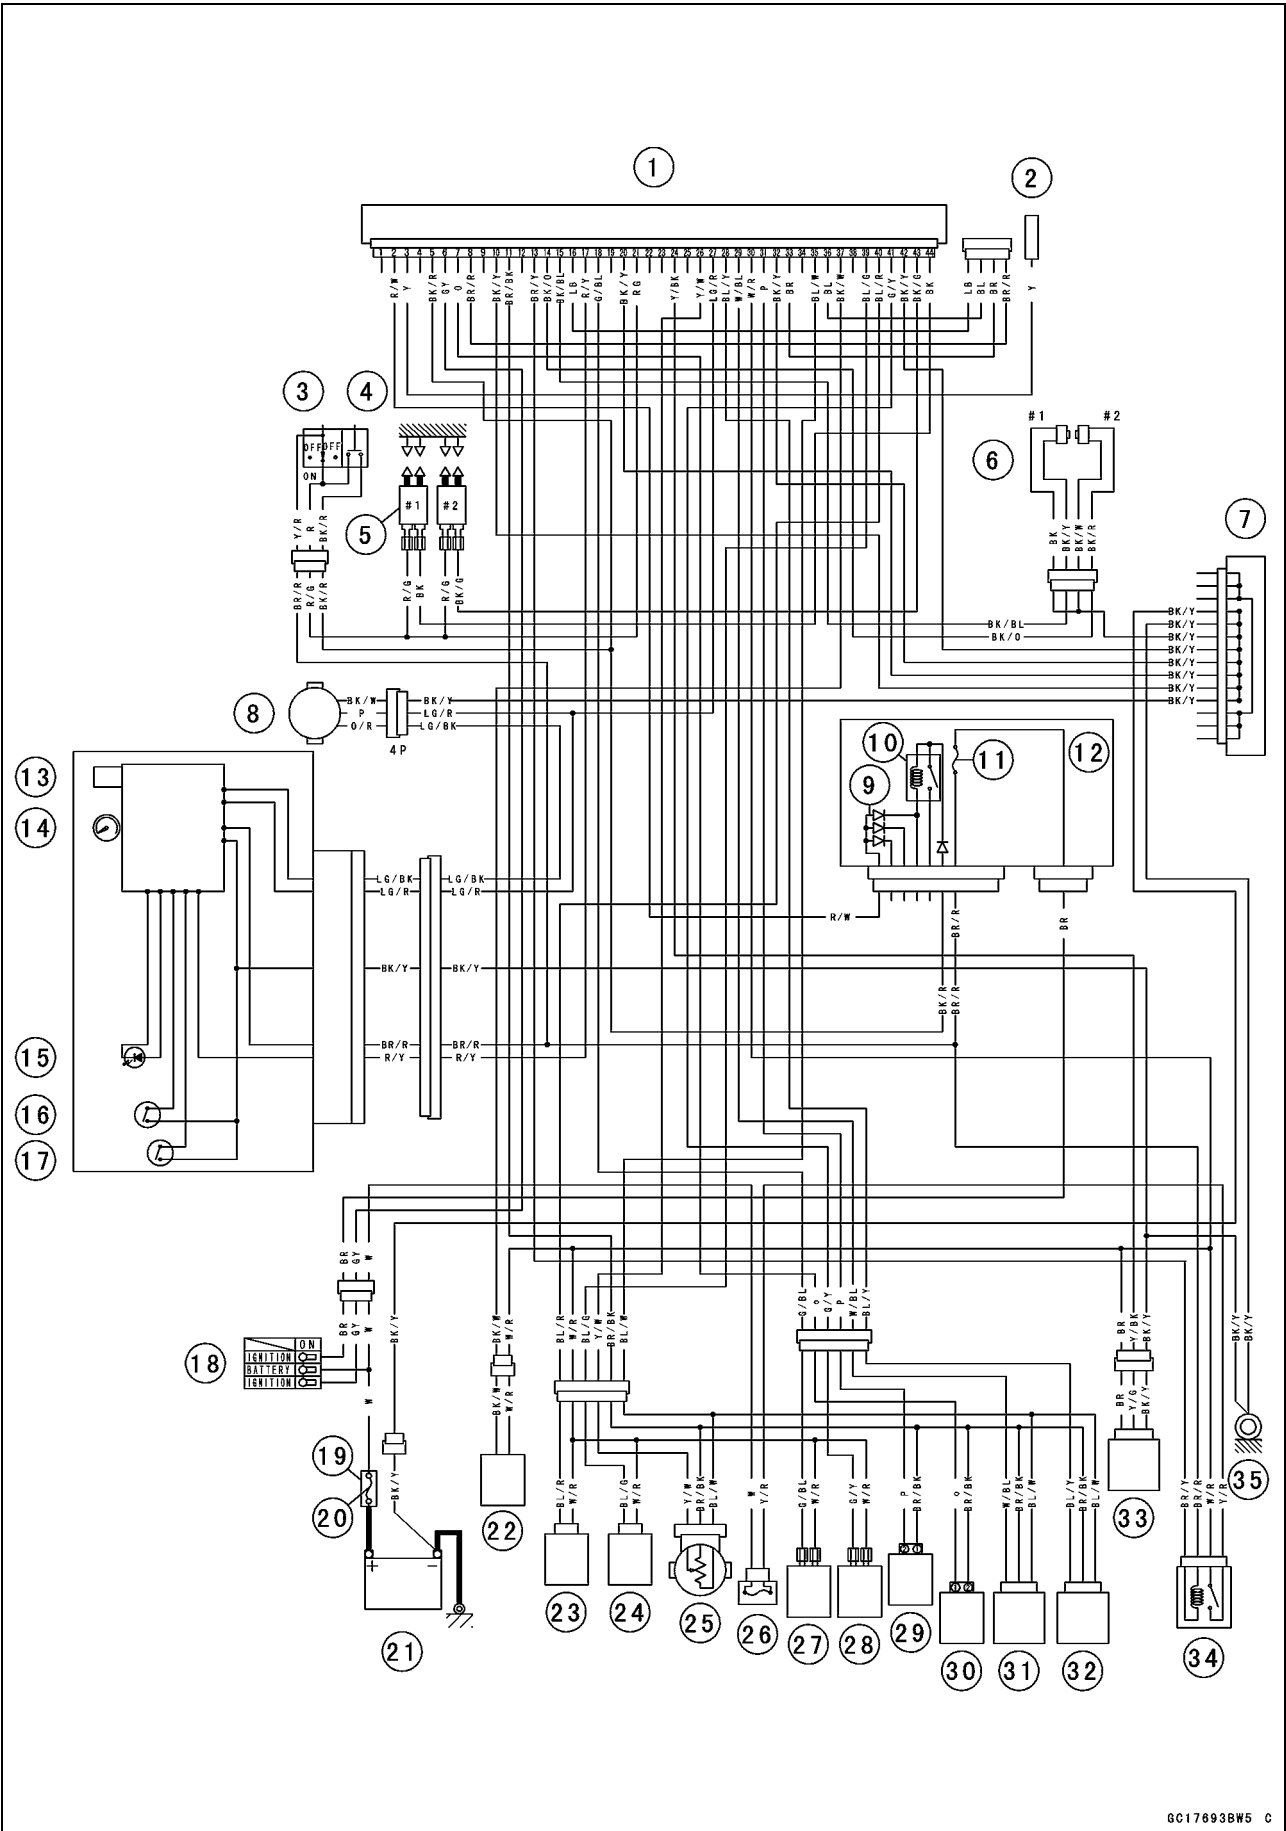 1
2
1 2 3 4 5 6 7 8 9 10 11 12 13 14 15 16 17 18 19 20 21 22 23 24 25 26 27 28 29 30 31 32 33 34 35 36 37 38 39 40 41 42 43 44
R/W Y BK/R GY O BR/R BK/Y BR/BK BR/Y BK/O BK/BL LB R/Y G/BL BK/Y RG Y/BK Y/W LG/R BL/Y W/BL W/R P BK/Y BR BL/W BL BK/W BL/G BL/R G/Y BK/Y BK/G BK LB BL BR BR/R Y
3 4
OFF OFF
ON
#1 #2
5
#1 #2
6
7
Y/R R BK/R
BK BK/Y BK/W BK/R
BR/R R/G BK/R R/G BK R/G BK/G
BK/BL
BK/O
BK/Y
BK/Y
BK/Y
BK/Y
BK/Y
BK/Y
BK/Y
BK/Y
8
BK/W BK/Y
P LG/R
O/R LG/BK
4P
10 11 12
9
13
14
LG/BK LG/BK
LG/R LG/R
R/W BR/R BR
BK/Y BK/Y
BK/R BR/R
15
BR/R BR/R
R/Y R/Y
16
17
BR GY W
BR GY W
BK/Y
18
ON
IGNITION
BATTERY
IGNITION
W
BK/W W/R
BK/W W/R
BL/R W/R BL/G Y/W BR/BK BL/W
G/BL O G/Y P W/BL BL/Y
BR Y/BK BK/Y
BR Y/G BK/Y
BK/Y BK/Y
19
20
BK/Y
+ −
21
22
BL/R W/R
23
BL/G W/R
24
Y/W BR/BK BL/W
25
W Y/R
26
G/BL W/R
27
G/Y W/R
28
P BR/BK
2 1
29
O BR/BK
1 2
30
W/BL BR/BK BL/W
31
BL/Y BR/BK BL/W
32
33
BR/Y BR/R W/R Y/R
34
35
GC17693BW5 C